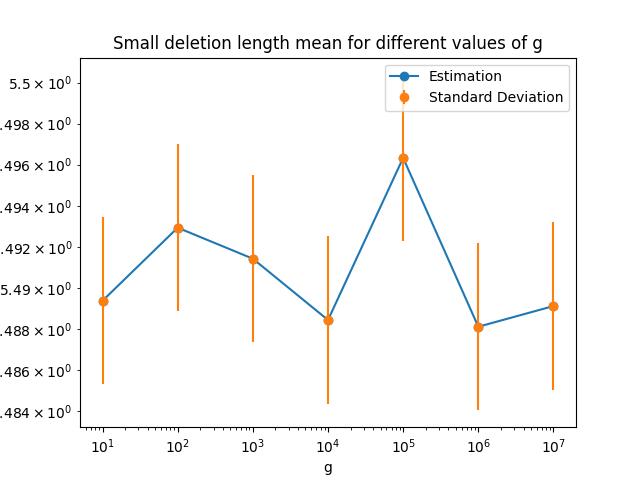 Small deletion length mean for different values of g
Estimation
Standard Deviation
5.5 × 10⁰
.498 × 10⁰
.496 × 10⁰
.494 × 10⁰
.492 × 10⁰
5.49 × 10⁰
.488 × 10⁰
.486 × 10⁰
.484 × 10⁰
10¹ 10² 10³ 10⁴ 10⁵ 10⁶ 10⁷
g